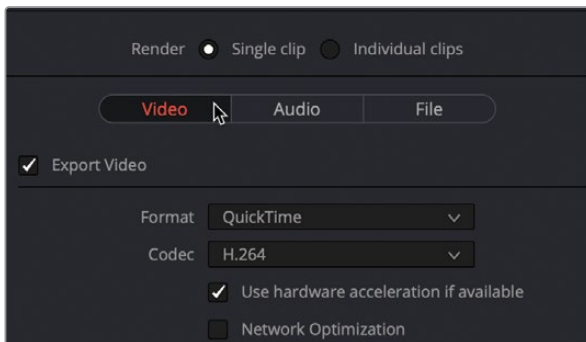 Render Single clip Individual clips
Video Audio File
Export Video
Format QuickTime
Codec H.264
Use hardware acceleration if available
Network Optimization